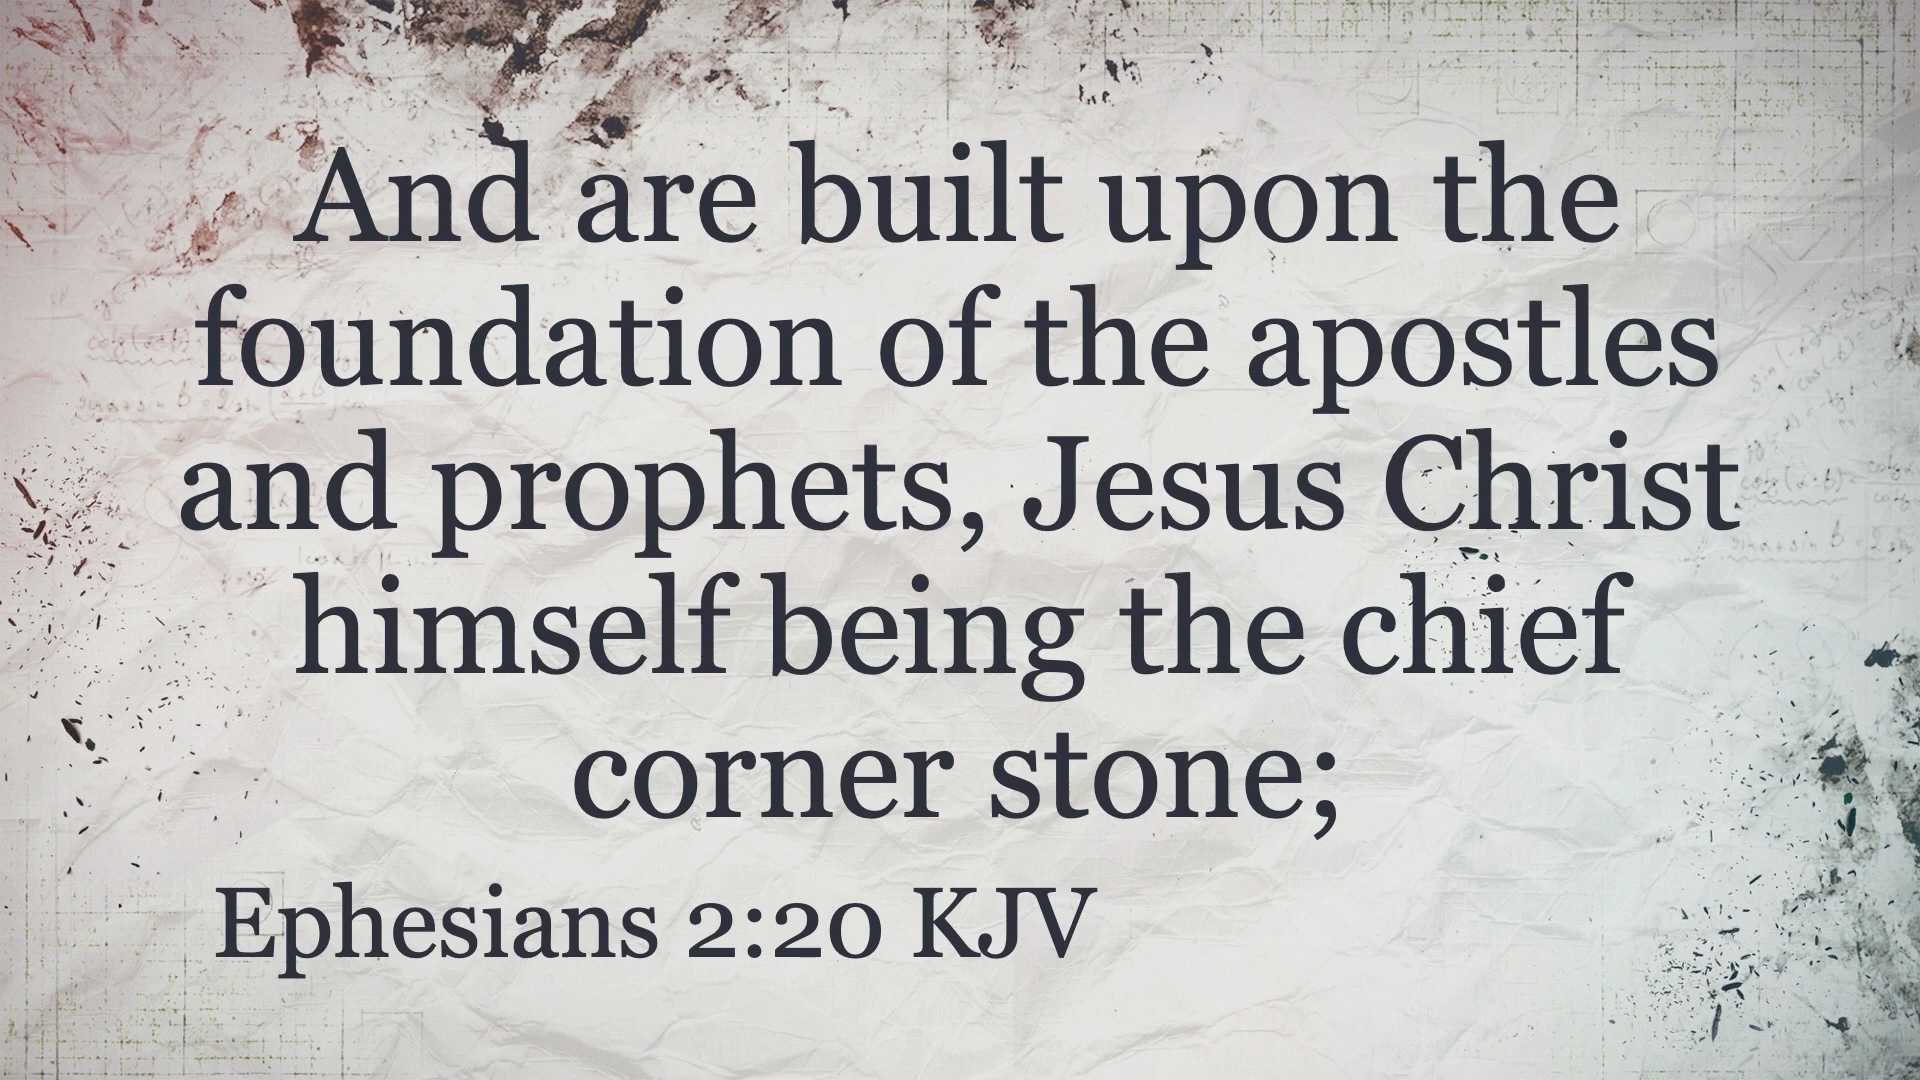 And are built upon the
foundation of the apostles
and prophets, Jesus Christ
himself being the chief
corner stone;
Ephesians 2:20 KJV